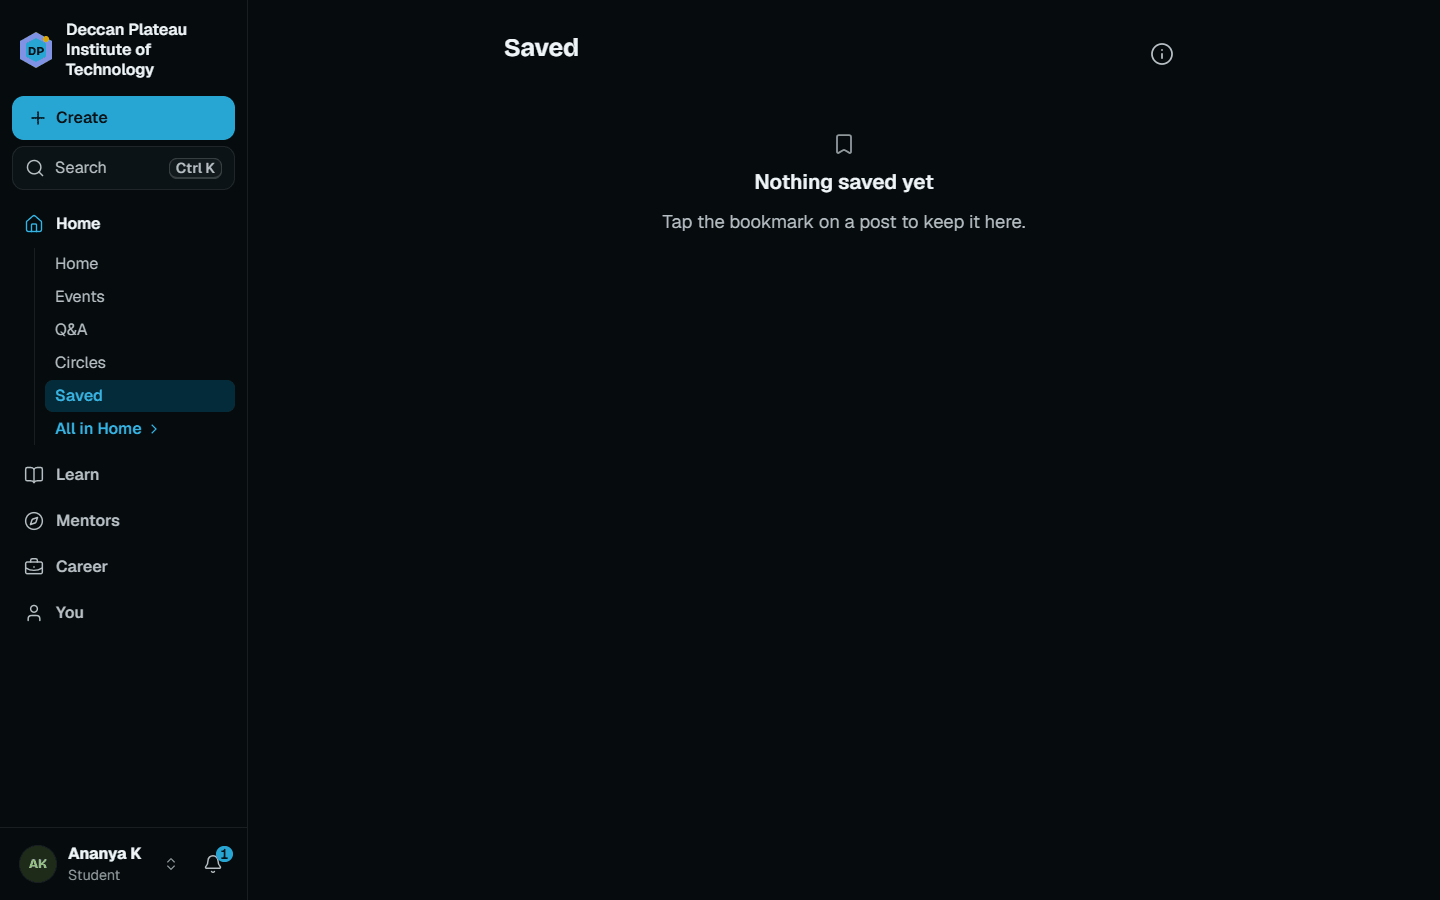 DP
Deccan Plateau
Institute of
Technology
Create
Search Ctrl K
Home
Home
Events
Q&A
Circles
Saved
All in Home
Learn
Mentors
Career
You
AK
Ananya K
Student
1
Saved
Nothing saved yet
Tap the bookmark on a post to keep it here.